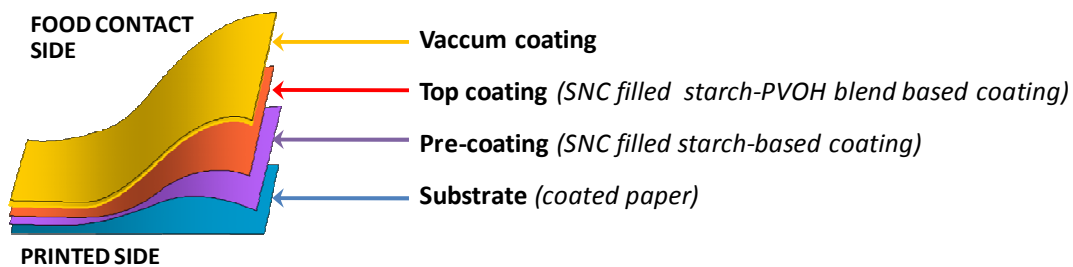 FOOD CONTACT
SIDE
Vaccum coating
Top coating (SNC filled starch-PVOH blend based coating)
Pre-coating (SNC filled starch-based coating)
Substrate (coated paper)
PRINTED SIDE